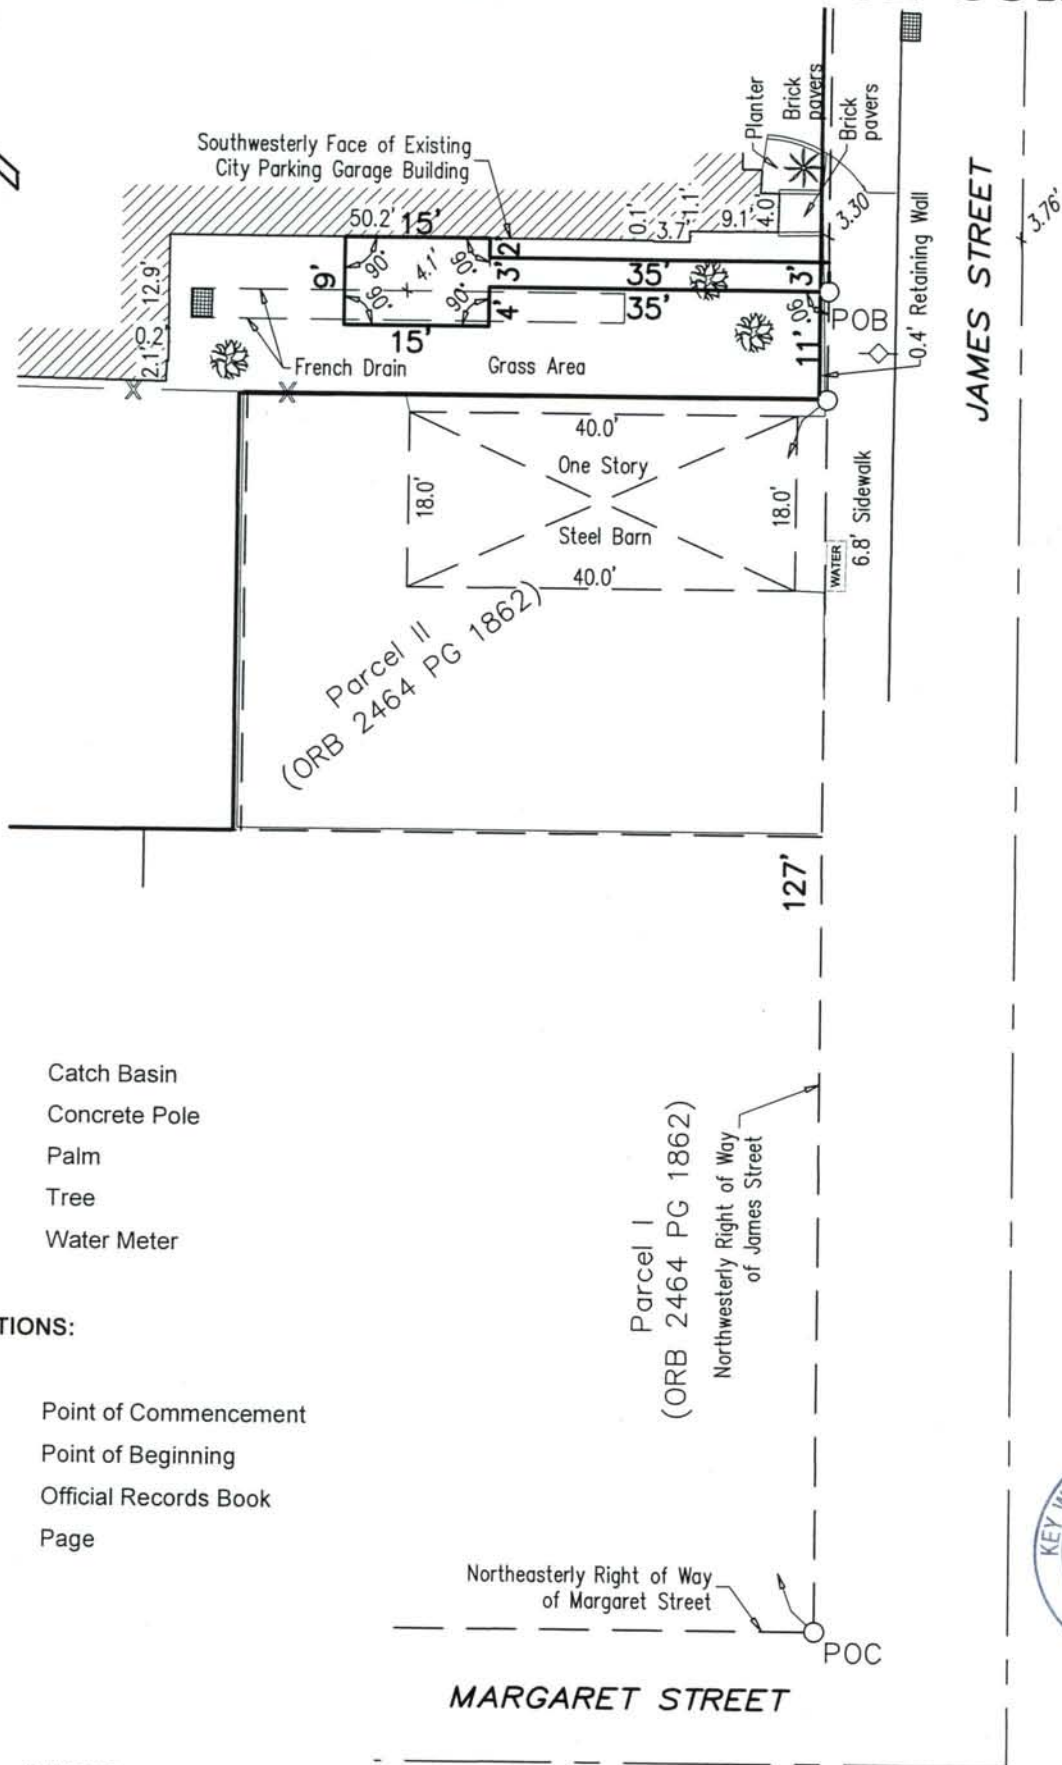 Southwesterly Face of Existing
City Parking Garage Building
Planter
Brick
pavers
Brick
pavers
50.2'
15'
2'
0.1'
3.7'
1.1'
9.1'
4.0'
3.30'
3.76'
12.9'
9'
90°
4.1'
90°
3'
35'
3'
0.2'
90°
90°
4'
35'
90°
POB
2.1'
15'
11'
French Drain
Grass Area
0.4' Retaining Wall
JAMES STREET
40.0'
One Story
18.0'
18.0'
Steel Barn
40.0'
WATER
6.8' Sidewalk
Parcel II
(ORB 2464 PG 1862)
127'
Catch Basin
Concrete Pole
Palm
Tree
Water Meter
Parcel I
(ORB 2464 PG 1862)
Northwesterly Right of Way
of James Street
TIONS:
Point of Commencement
Point of Beginning
Official Records Book
Page
KEY W
Northeasterly Right of Way
of Margaret Street
POC
MARGARET STREET